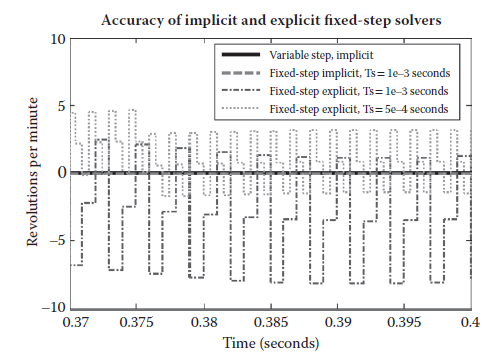 Accuracy of implicit and explicit fixed-step solvers
10
Variable step, implicit
Fixed-step implicit, Ts= 1e–3 seconds
Fixed-step explicit, Ts= 1e–3 seconds
Fixed-step explicit, Ts= 5e–4 seconds
5
0
–5
–10
Revolutions per minute
0.37 0.375 0.38 0.385 0.39 0.395 0.4
Time (seconds)